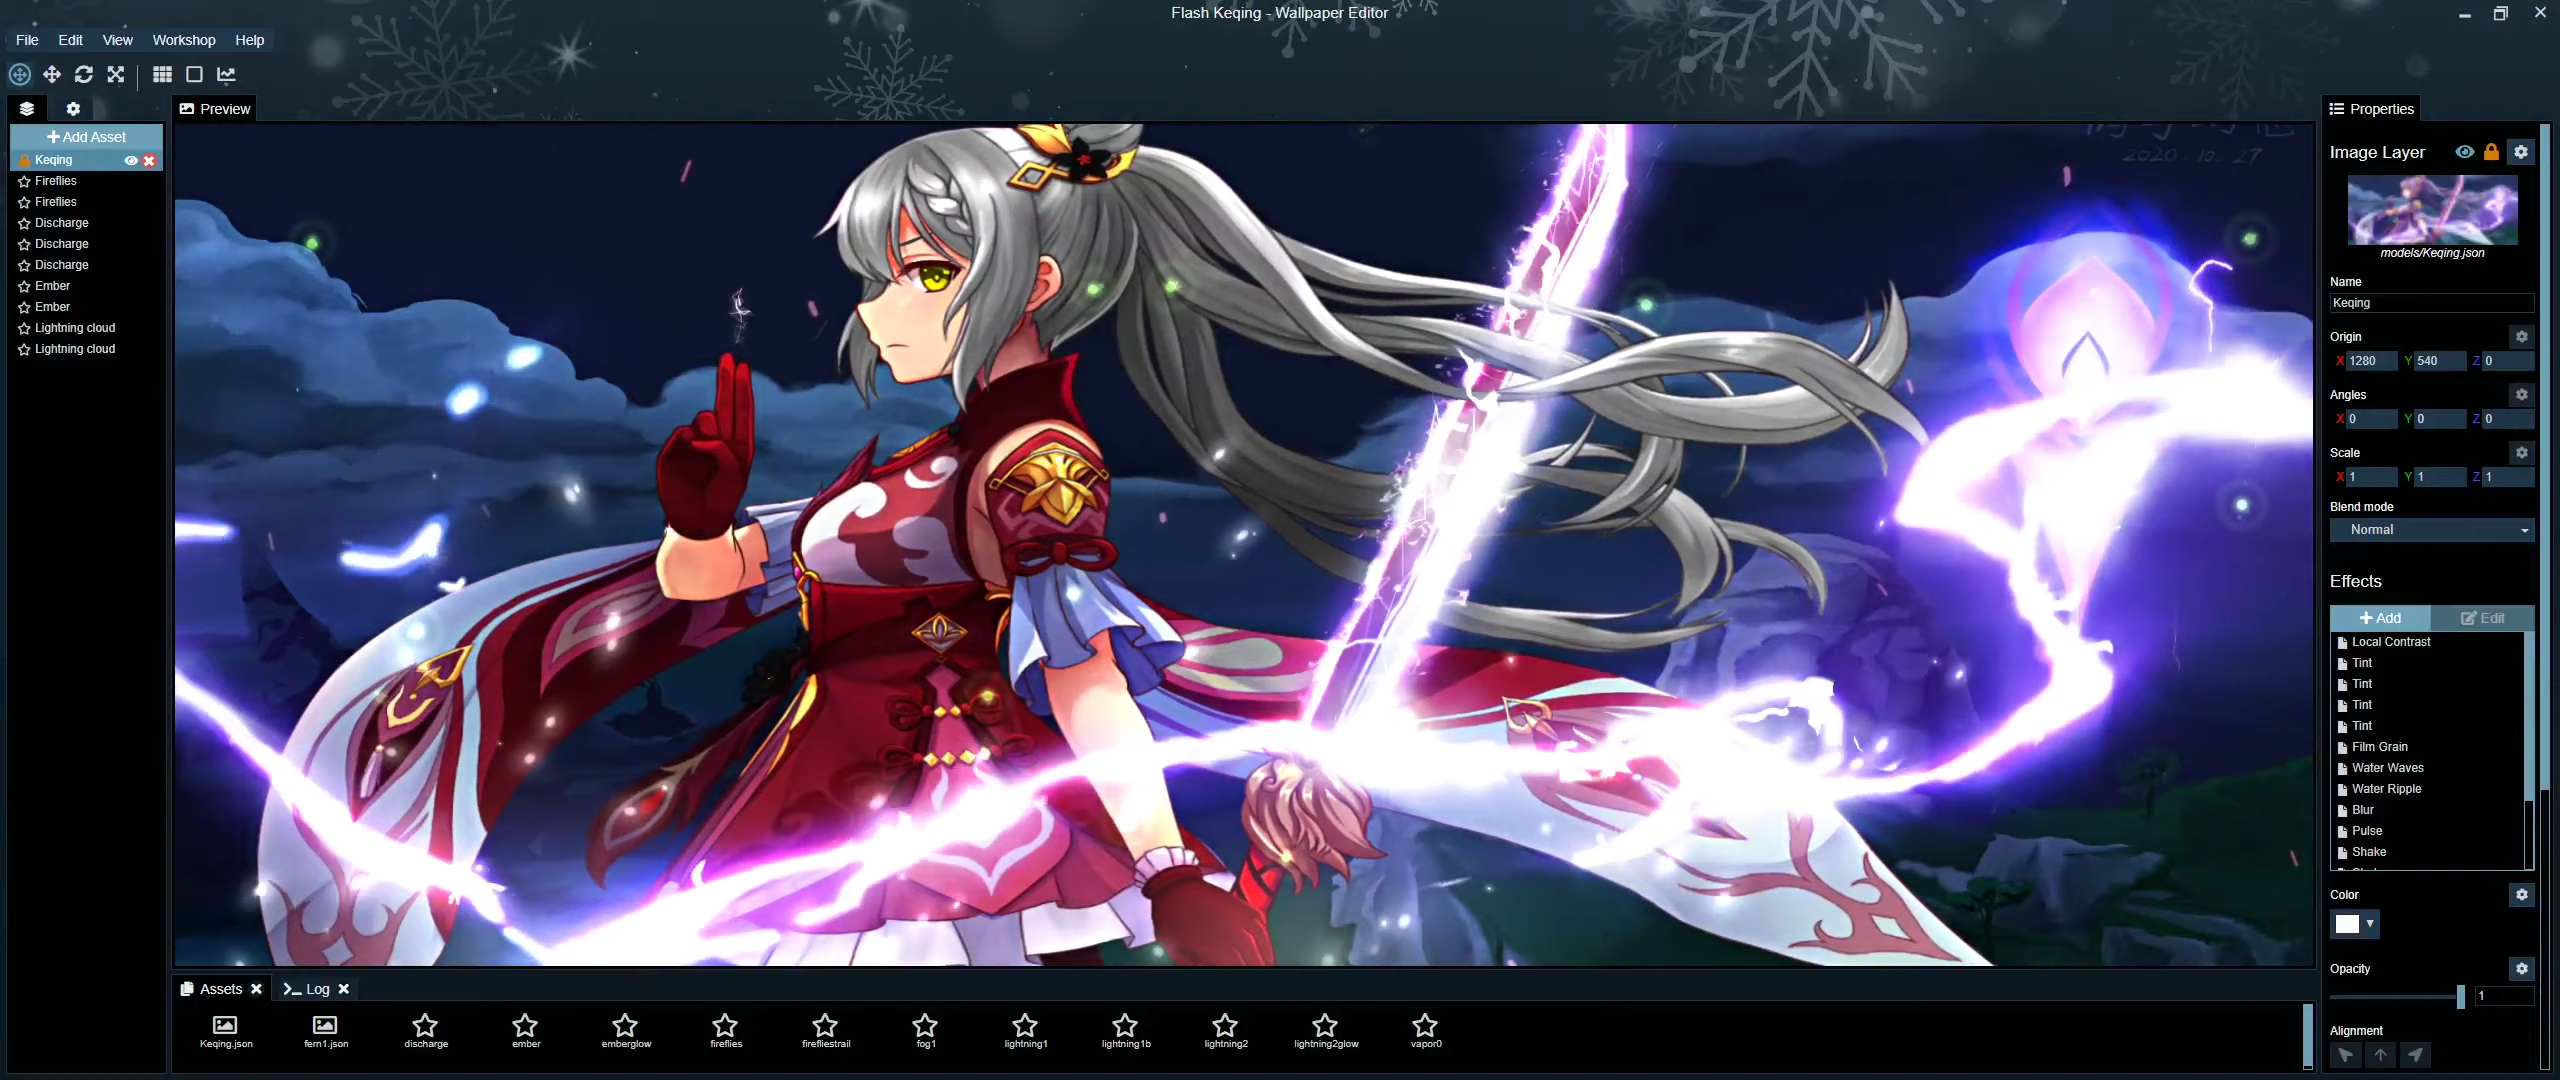 Flash Keqing - Wallpaper Editor
File Edit View Workshop Help
Preview
Properties
Add Asset
Keqing
Fireflies
Fireflies
Discharge
Discharge
Discharge
Ember
Ember
Lightning cloud
Lightning cloud
2020.10.27
Image Layer
models/Keqing.json
Name
Keqing
Origin
X 1280 Y 540 Z 0
Angles
X 0 Y 0 Z 0
Scale
X 1 Y 1 Z 1
Blend mode
Normal
Effects
Add Edit
Local Contrast
Tint
Tint
Tint
Tint
Film Grain
Water Waves
Water Ripple
Blur
Pulse
Shake
Color
Opacity
1
Alignment
Assets Log
Keqing.json fern1.json discharge ember emberglow fireflies firefliestrail fog1 lightning1 lightning1b lightning2 lightning2glow vapor0